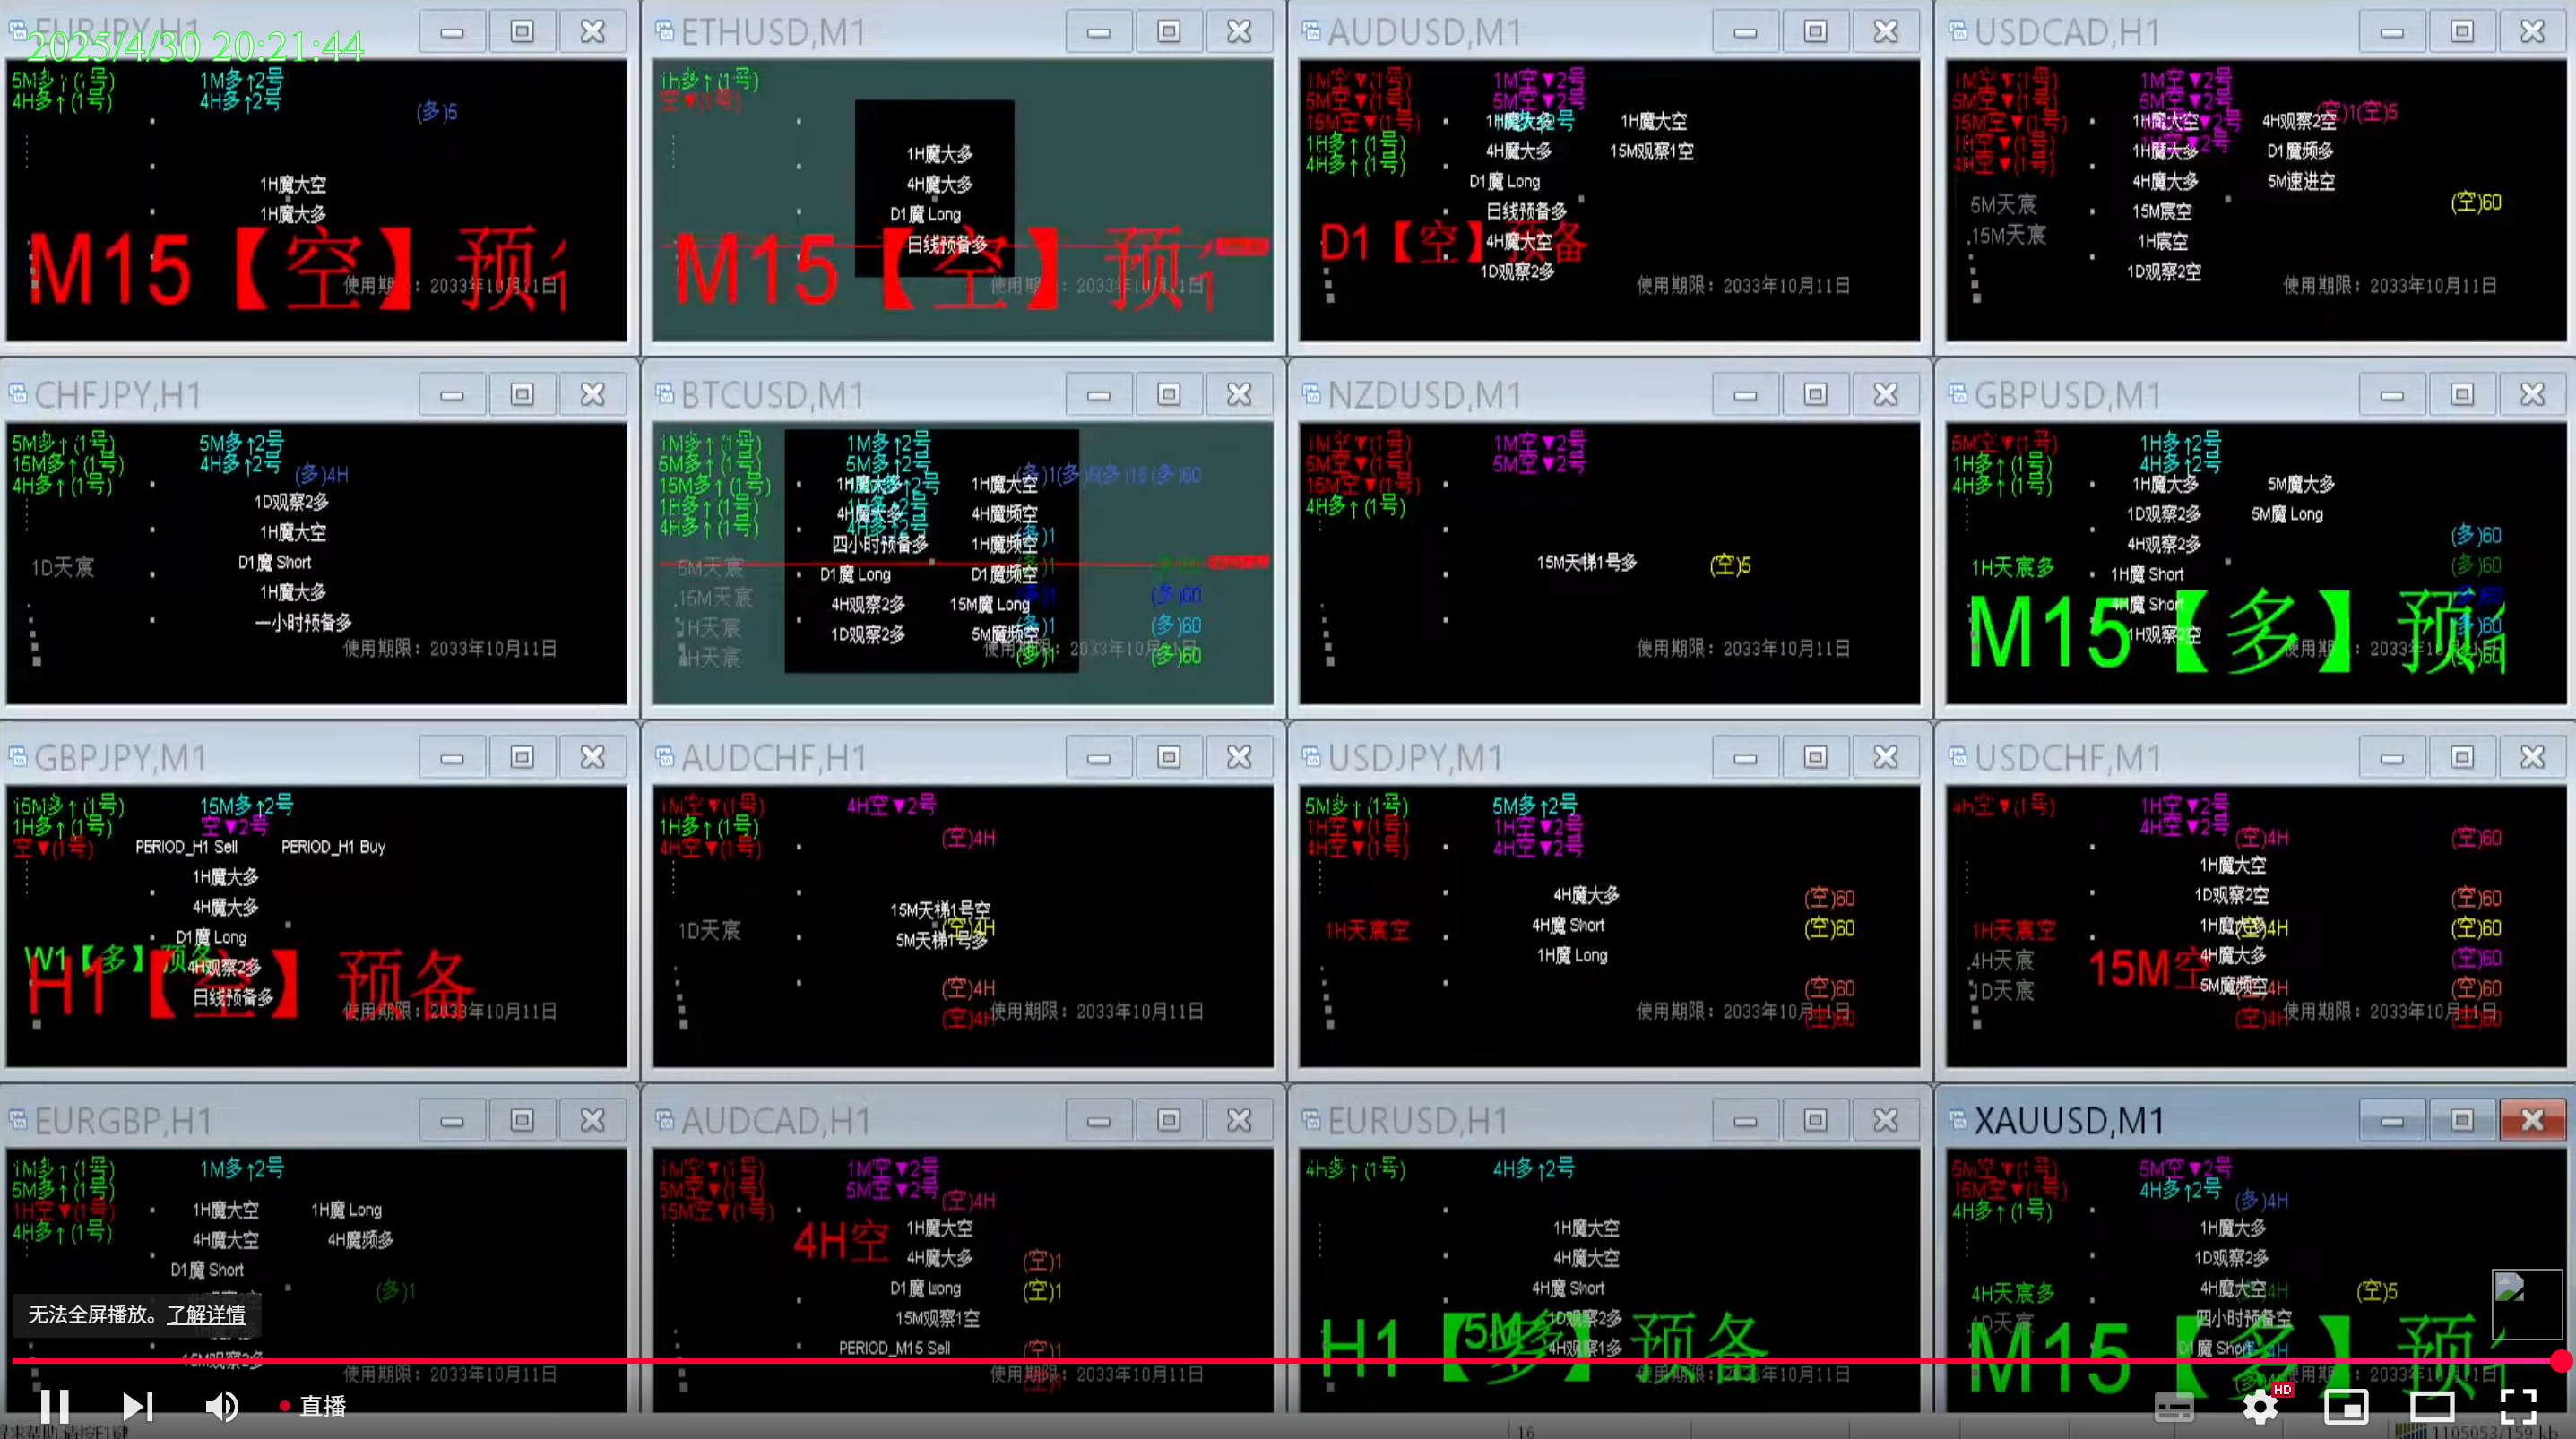 EURJPY,H1
2025/4/30 20:21:44
5M多↑(1号) 1M多↑2号
4H多↑(1号) 4H多↑2号
(多)5
1H魔大空
1H魔大多
M15【空】预
使用期限：2033年10月11日
ETHUSD,M1
1h多↑(1号)
空▼(1号)
1H魔大多
4H魔大多
D1魔 Long
日线预备多
M15【空】预
2033年10月11日
AUDUSD,M1
1M空▼(1号) 1M空▼2号
5M空▼(1号) 5M空▼2号
15M空▼(1号) 1H魔大多 1H魔大空
1H多↑(1号) 4H魔大多 15M观察1空
4H多↑(1号)
D1魔 Long
日线预备多
D1【空】预备
4H魔大空
1D观察2多
使用期限：2033年10月11日
USDCAD,H1
1M空▼(1号) 1M空▼2号
5M空▼(1号) 5M空▼2号
(空)1(空)5
15M空▼(1号) 1H魔大空 4H观察2空
1H空▼(1号) 1H魔大多 D1魔频多
4H空▼(1号) 4H魔大多 5M速进空
5M天宸 15M宸空 (空)60
15M天宸 1H宸空
1D观察2空
使用期限：2033年10月11日
CHFJPY,H1
5M多↑(1号) 5M多↑2号
15M多↑(1号) 4H多↑2号 (多)4H
4H多↑(1号)
1D观察2多
1H魔大空
1D天宸 D1魔 Short
1H魔大多
一小时预备多
使用期限：2033年10月11日
BTCUSD,M1
1M多↑(1号) 1M多↑2号
5M多↑(1号) 5M多↑2号
(多)1(多)5(多)15(多)60
15M多↑(1号) 1H魔大多 1H魔大空
1H多↑(1号) 4H魔大多 4H魔频空
4H多↑(1号) 4H多↑2号
四小时预备多 1H魔频空 (多)1
5M天宸 D1魔 Long D1魔频空
15M天宸 4H观察2多 15M魔 Long (多)1 (多)60
1H天宸 1D观察2多 5M魔频空 (多)1 (多)60
4H天宸 (多)1 (多)60
2033年10月11日
NZDUSD,M1
1M空▼(1号) 1M空▼2号
5M空▼(1号) 5M空▼2号
15M空▼(1号)
4H多↑(1号)
15M天梯1号多 (空)5
使用期限：2033年10月11日
GBPUSD,M1
5M空▼(1号) 1H多↑2号
1H多↑(1号) 4H多↑2号
4H多↑(1号) 1H魔大多 5M魔大多
1D观察2多 5M魔 Long
4H观察2多 (多)60
1H天宸多 1H魔 Short (多)60
4H魔 Short (多)60
M15【多】预
1H观察2空 (多)60
(多)60
GBPJPY,M1
15M多↑(1号) 15M多↑2号
1H多↑(1号) 空▼2号
空▼(1号) PERIOD_H1 Sell PERIOD_H1 Buy
1H魔大多
4H魔大多
D1魔 Long
W1【多】预备
4H观察2多
H1【空】预备
日线预备多
使用期限：2033年10月11日
AUDCHF,H1
1M空▼(1号) 4H空▼2号
1H多↑(1号) (空)4H
4H空▼(1号)
15M天梯1号空
1D天宸 (空)4H
5M天梯1号多
(空)4H
(空)4H
使用期限：2033年10月11日
USDJPY,M1
5M多↑(1号) 5M多↑2号
1H空▼(1号) 1H空▼2号
4H空▼(1号) 4H空▼2号
4H魔大多 (空)60
1H天宸空 4H魔 Short (空)60
1H魔 Long
(空)60
(空)60
使用期限：2033年10月11日
USDCHF,M1
4h空▼(1号) 1H空▼2号
4H空▼2号 (空)4H (空)60
1H魔大空
1D观察2空 (空)60
1H天宸空 1H魔大多 (空)4H (空)60
4H天宸 15M空 4H魔大多 (空)60
1D天宸 5M魔频空 (空)4H (空)60
(空)4H (空)60
使用期限：2033年10月11日
EURGBP,H1
1M多↑(1号) 1M多↑2号
5M多↑(1号)
1H空▼(1号) 1H魔大空 1H魔 Long
4H多↑(1号) 4H魔大空 4H魔频多
D1魔 Short
(多)1
无法全屏播放。了解详情
15M观察2多
使用期限：2033年10月11日
AUDCAD,H1
1M空▼(1号) 1M空▼2号
5M空▼(1号) 5M空▼2号
15M空▼(1号) (空)4H
4H空 1H魔大空
4H魔大多 (空)1
D1魔 Long (空)1
15M观察1空
PERIOD_M15 Sell (空)1
(空)1
使用期限：2033年10月11日
EURUSD,H1
4h多↑(1号) 4H多↑2号
1H魔大空
4H魔大空
4H魔 Short
1D观察2多
H1【多】预备
5M多
4H观察1多
使用期限：2033年10月11日
XAUUSD,M1
5M空▼(1号) 5M空▼2号
15M空▼(1号) 4H多↑2号 (多)4H
4H多↑(1号)
1H魔大多
1D观察2多
4H天宸多 4H魔大空 (空)5
1D天宸 四小时预备空
M15【多】预
D1魔 Short
使用期限：2033年10月11日
直播
HD
16
1105053/159 kb